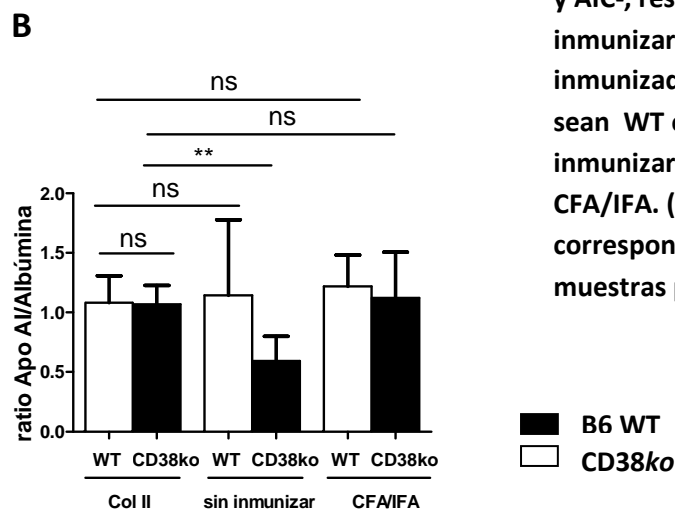 B
y AIC-, res
inmunizar
inmunizad
sean WT
inmunizar
CFA/IFA. (
correspon
muestras
ns
ns
**
ns
ns
ratio Apo AI/Albúmina
2.0
1.5
1.0
0.5
0.0
WT CD38ko WT CD38ko WT CD38ko
Col II sin inmunizar CFA/IFA
B6 WT
CD38ko